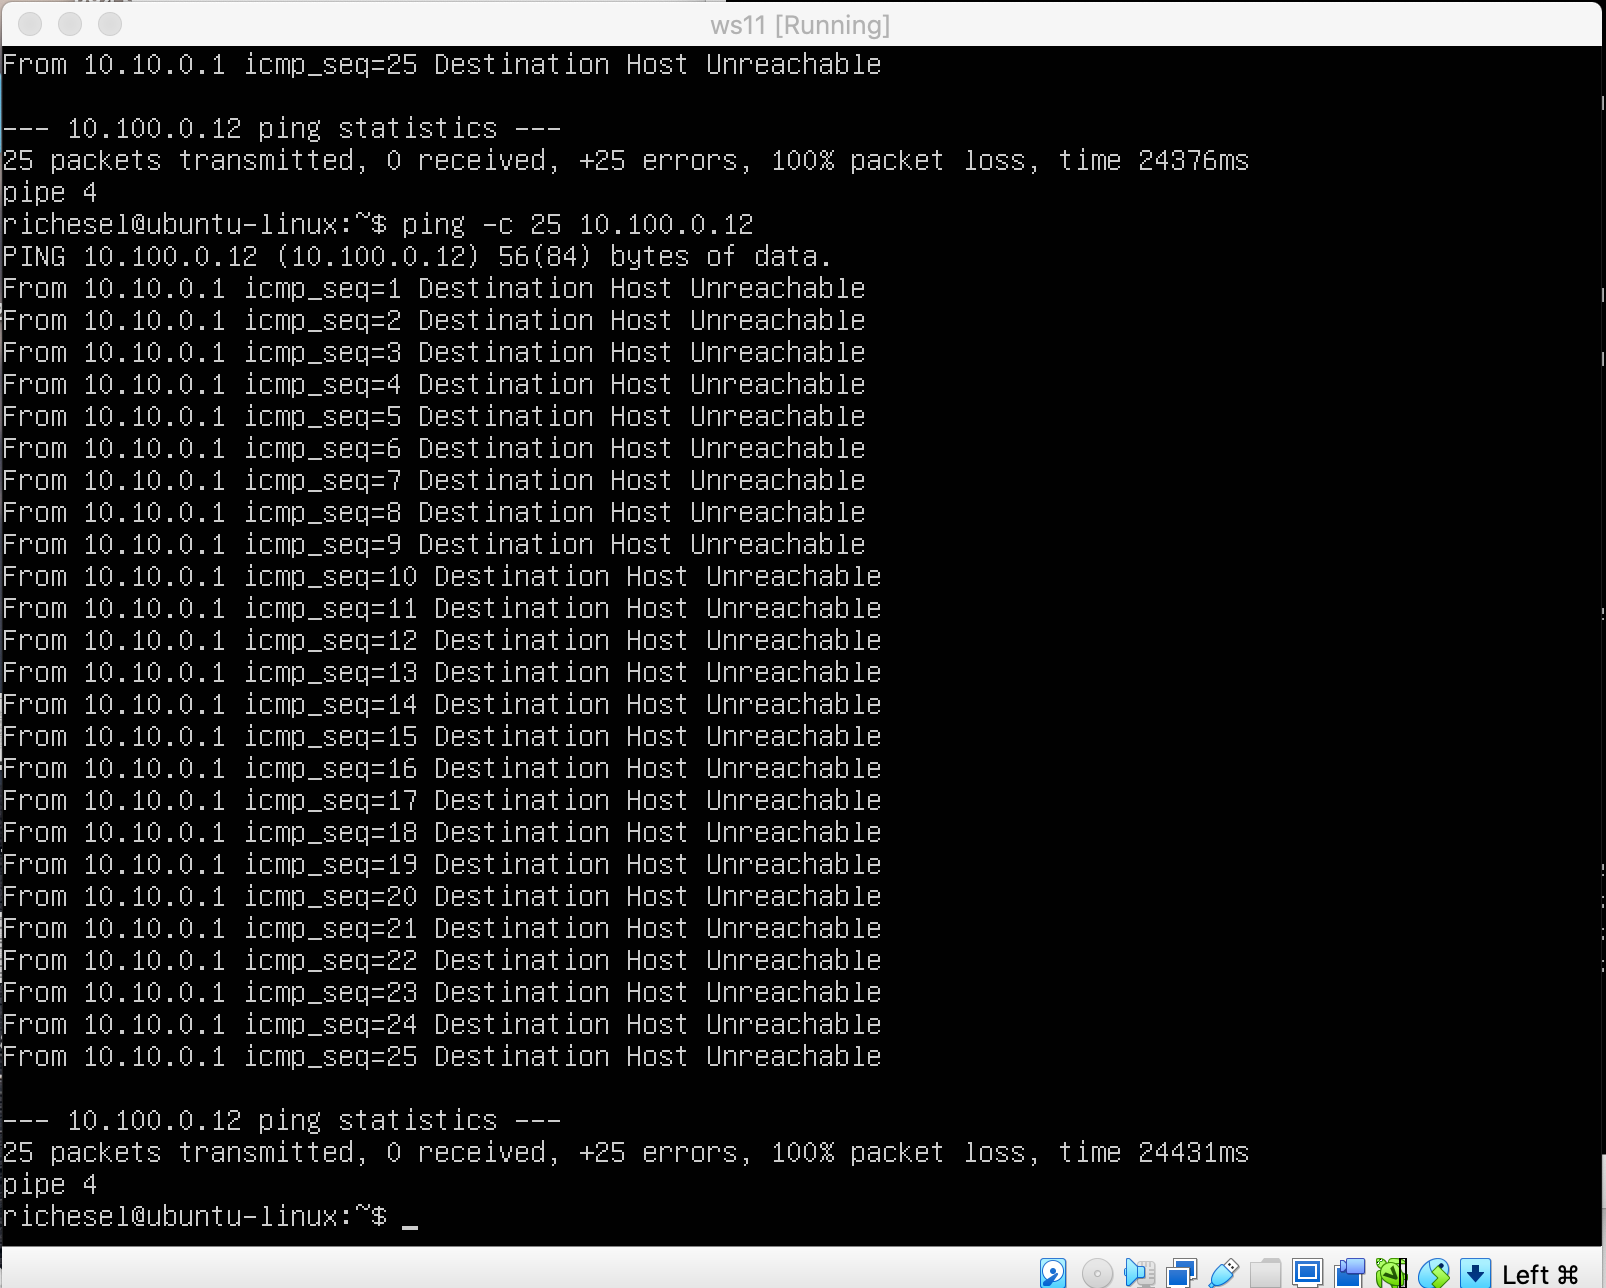 ws11 [Running]
From 10.10.0.1 icmp_seq=25 Destination Host Unreachable
--- 10.100.0.12 ping statistics ---
25 packets transmitted, 0 received, +25 errors, 100% packet loss, time 24376ms
pipe 4
richesel@ubuntu-linux:~$ ping -c 25 10.100.0.12
PING 10.100.0.12 (10.100.0.12) 56(84) bytes of data.
From 10.10.0.1 icmp_seq=1 Destination Host Unreachable
From 10.10.0.1 icmp_seq=2 Destination Host Unreachable
From 10.10.0.1 icmp_seq=3 Destination Host Unreachable
From 10.10.0.1 icmp_seq=4 Destination Host Unreachable
From 10.10.0.1 icmp_seq=5 Destination Host Unreachable
From 10.10.0.1 icmp_seq=6 Destination Host Unreachable
From 10.10.0.1 icmp_seq=7 Destination Host Unreachable
From 10.10.0.1 icmp_seq=8 Destination Host Unreachable
From 10.10.0.1 icmp_seq=9 Destination Host Unreachable
From 10.10.0.1 icmp_seq=10 Destination Host Unreachable
From 10.10.0.1 icmp_seq=11 Destination Host Unreachable
From 10.10.0.1 icmp_seq=12 Destination Host Unreachable
From 10.10.0.1 icmp_seq=13 Destination Host Unreachable
From 10.10.0.1 icmp_seq=14 Destination Host Unreachable
From 10.10.0.1 icmp_seq=15 Destination Host Unreachable
From 10.10.0.1 icmp_seq=16 Destination Host Unreachable
From 10.10.0.1 icmp_seq=17 Destination Host Unreachable
From 10.10.0.1 icmp_seq=18 Destination Host Unreachable
From 10.10.0.1 icmp_seq=19 Destination Host Unreachable
From 10.10.0.1 icmp_seq=20 Destination Host Unreachable
From 10.10.0.1 icmp_seq=21 Destination Host Unreachable
From 10.10.0.1 icmp_seq=22 Destination Host Unreachable
From 10.10.0.1 icmp_seq=23 Destination Host Unreachable
From 10.10.0.1 icmp_seq=24 Destination Host Unreachable
From 10.10.0.1 icmp_seq=25 Destination Host Unreachable
--- 10.100.0.12 ping statistics ---
25 packets transmitted, 0 received, +25 errors, 100% packet loss, time 24431ms
pipe 4
richesel@ubuntu-linux:~$ _
Left ⌘